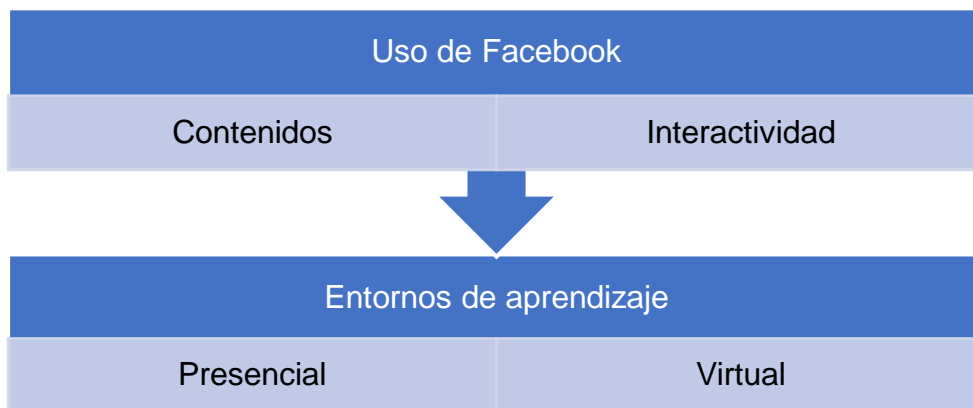 Uso de Facebook
Contenidos
Interactividad
Entornos de aprendizaje
Presencial
Virtual